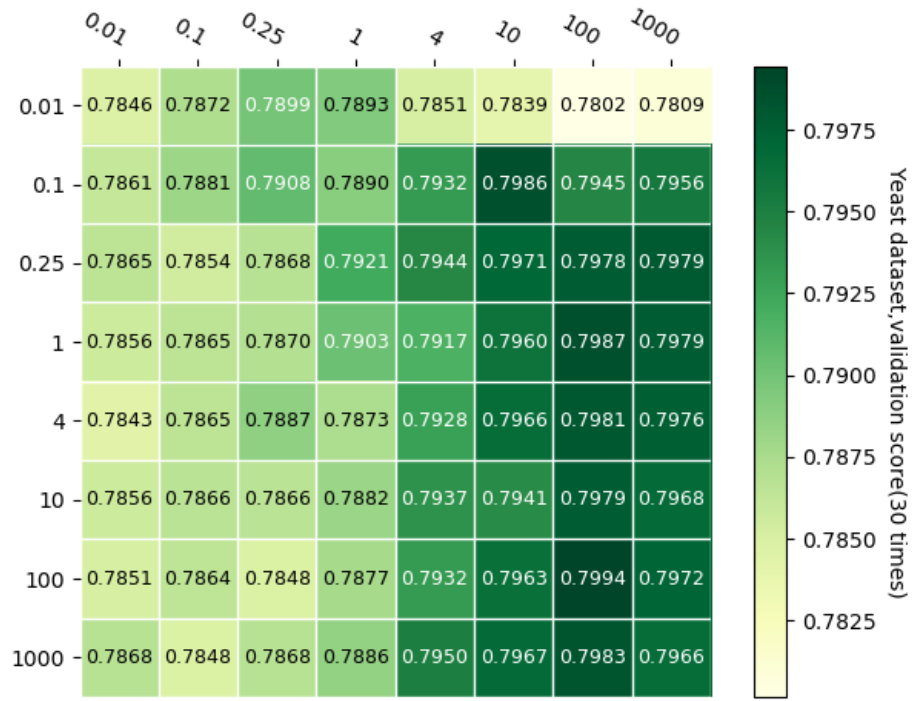 0.01 0.1 0.25 1 4 10 100 1000
0.01 0.7846 0.7872 0.7899 0.7893 0.7851 0.7839 0.7802 0.7809
0.1 0.7861 0.7881 0.7908 0.7890 0.7932 0.7986 0.7945 0.7956
0.25 0.7865 0.7854 0.7868 0.7921 0.7944 0.7971 0.7978 0.7979
1 0.7856 0.7865 0.7870 0.7903 0.7917 0.7960 0.7987 0.7979
4 0.7843 0.7865 0.7887 0.7873 0.7928 0.7966 0.7981 0.7976
10 0.7856 0.7866 0.7866 0.7882 0.7937 0.7941 0.7979 0.7968
100 0.7851 0.7864 0.7848 0.7877 0.7932 0.7963 0.7994 0.7972
1000 0.7868 0.7848 0.7868 0.7886 0.7950 0.7967 0.7983 0.7966
0.7975
0.7950
0.7925
0.7900
0.7875
0.7850
0.7825
Yeast dataset,validation score(30 times)